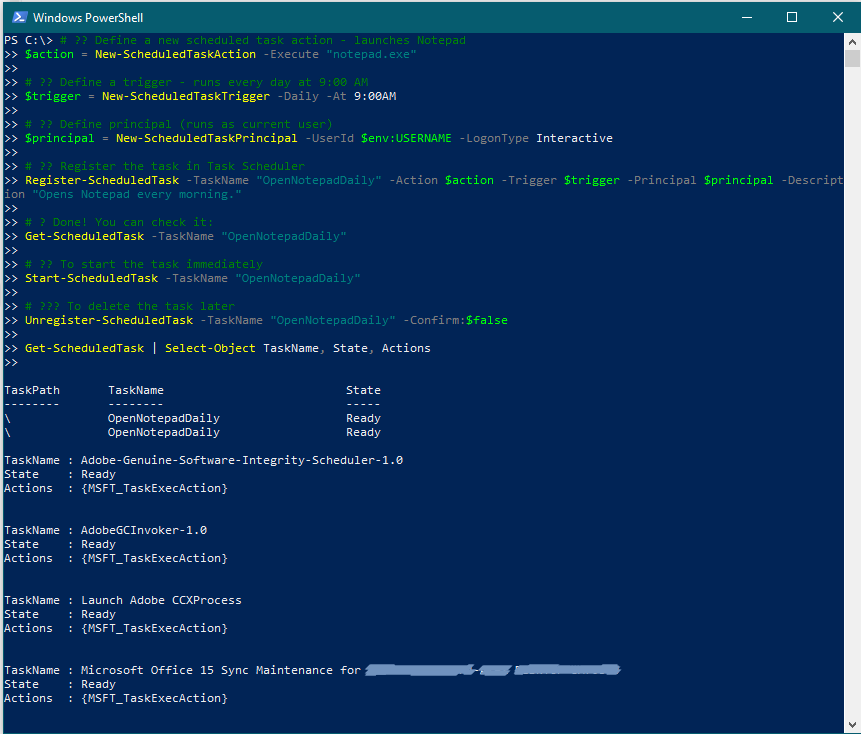 Windows PowerShell
PS C:\> # ?? Define a new scheduled task action - launches Notepad
>> $action = New-ScheduledTaskAction -Execute "notepad.exe"
>>
>> # ?? Define a trigger - runs every day at 9:00 AM
>> $trigger = New-ScheduledTaskTrigger -Daily -At 9:00AM
>>
>> # ?? Define principal (runs as current user)
>> $principal = New-ScheduledTaskPrincipal -UserId $env:USERNAME -LogonType Interactive
>>
>> # ?? Register the task in Task Scheduler
>> Register-ScheduledTask -TaskName "OpenNotepadDaily" -Action $action -Trigger $trigger -Principal $principal -Descript
ion "Opens Notepad every morning."
>>
>> # ? Done! You can check it:
>> Get-ScheduledTask -TaskName "OpenNotepadDaily"
>>
>> # ?? To start the task immediately
>> Start-ScheduledTask -TaskName "OpenNotepadDaily"
>>
>> # ??? To delete the task later
>> Unregister-ScheduledTask -TaskName "OpenNotepadDaily" -Confirm:$false
>>
>> Get-ScheduledTask | Select-Object TaskName, State, Actions
>>
TaskPath TaskName State
-------- -------- -----
\ OpenNotepadDaily Ready
\ OpenNotepadDaily Ready
TaskName : Adobe-Genuine-Software-Integrity-Scheduler-1.0
State : Ready
Actions : {MSFT_TaskExecAction}
TaskName : AdobeGCInvoker-1.0
State : Ready
Actions : {MSFT_TaskExecAction}
TaskName : Launch Adobe CCXProcess
State : Ready
Actions : {MSFT_TaskExecAction}
TaskName : Microsoft Office 15 Sync Maintenance for
State : Ready
Actions : {MSFT_TaskExecAction}